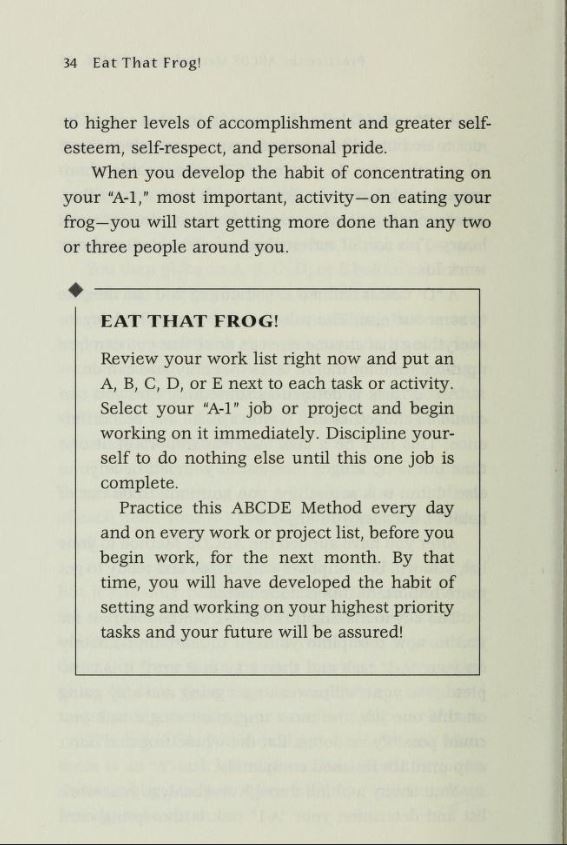 34 Eat That Frog!
to higher levels of accomplishment and greater self-
esteem, self-respect, and personal pride.
When you develop the habit of concentrating on
your "A-1," most important, activity—on eating your
frog—you will start getting more done than any two
or three people around you.
EAT THAT FROG!
Review your work list right now and put an
A, B, C, D, or E next to each task or activity.
Select your "A-1" job or project and begin
working on it immediately. Discipline your-
self to do nothing else until this one job is
complete.
Practice this ABCDE Method every day
and on every work or project list, before you
begin work, for the next month. By that
time, you will have developed the habit of
setting and working on your highest priority
tasks and your future will be assured!